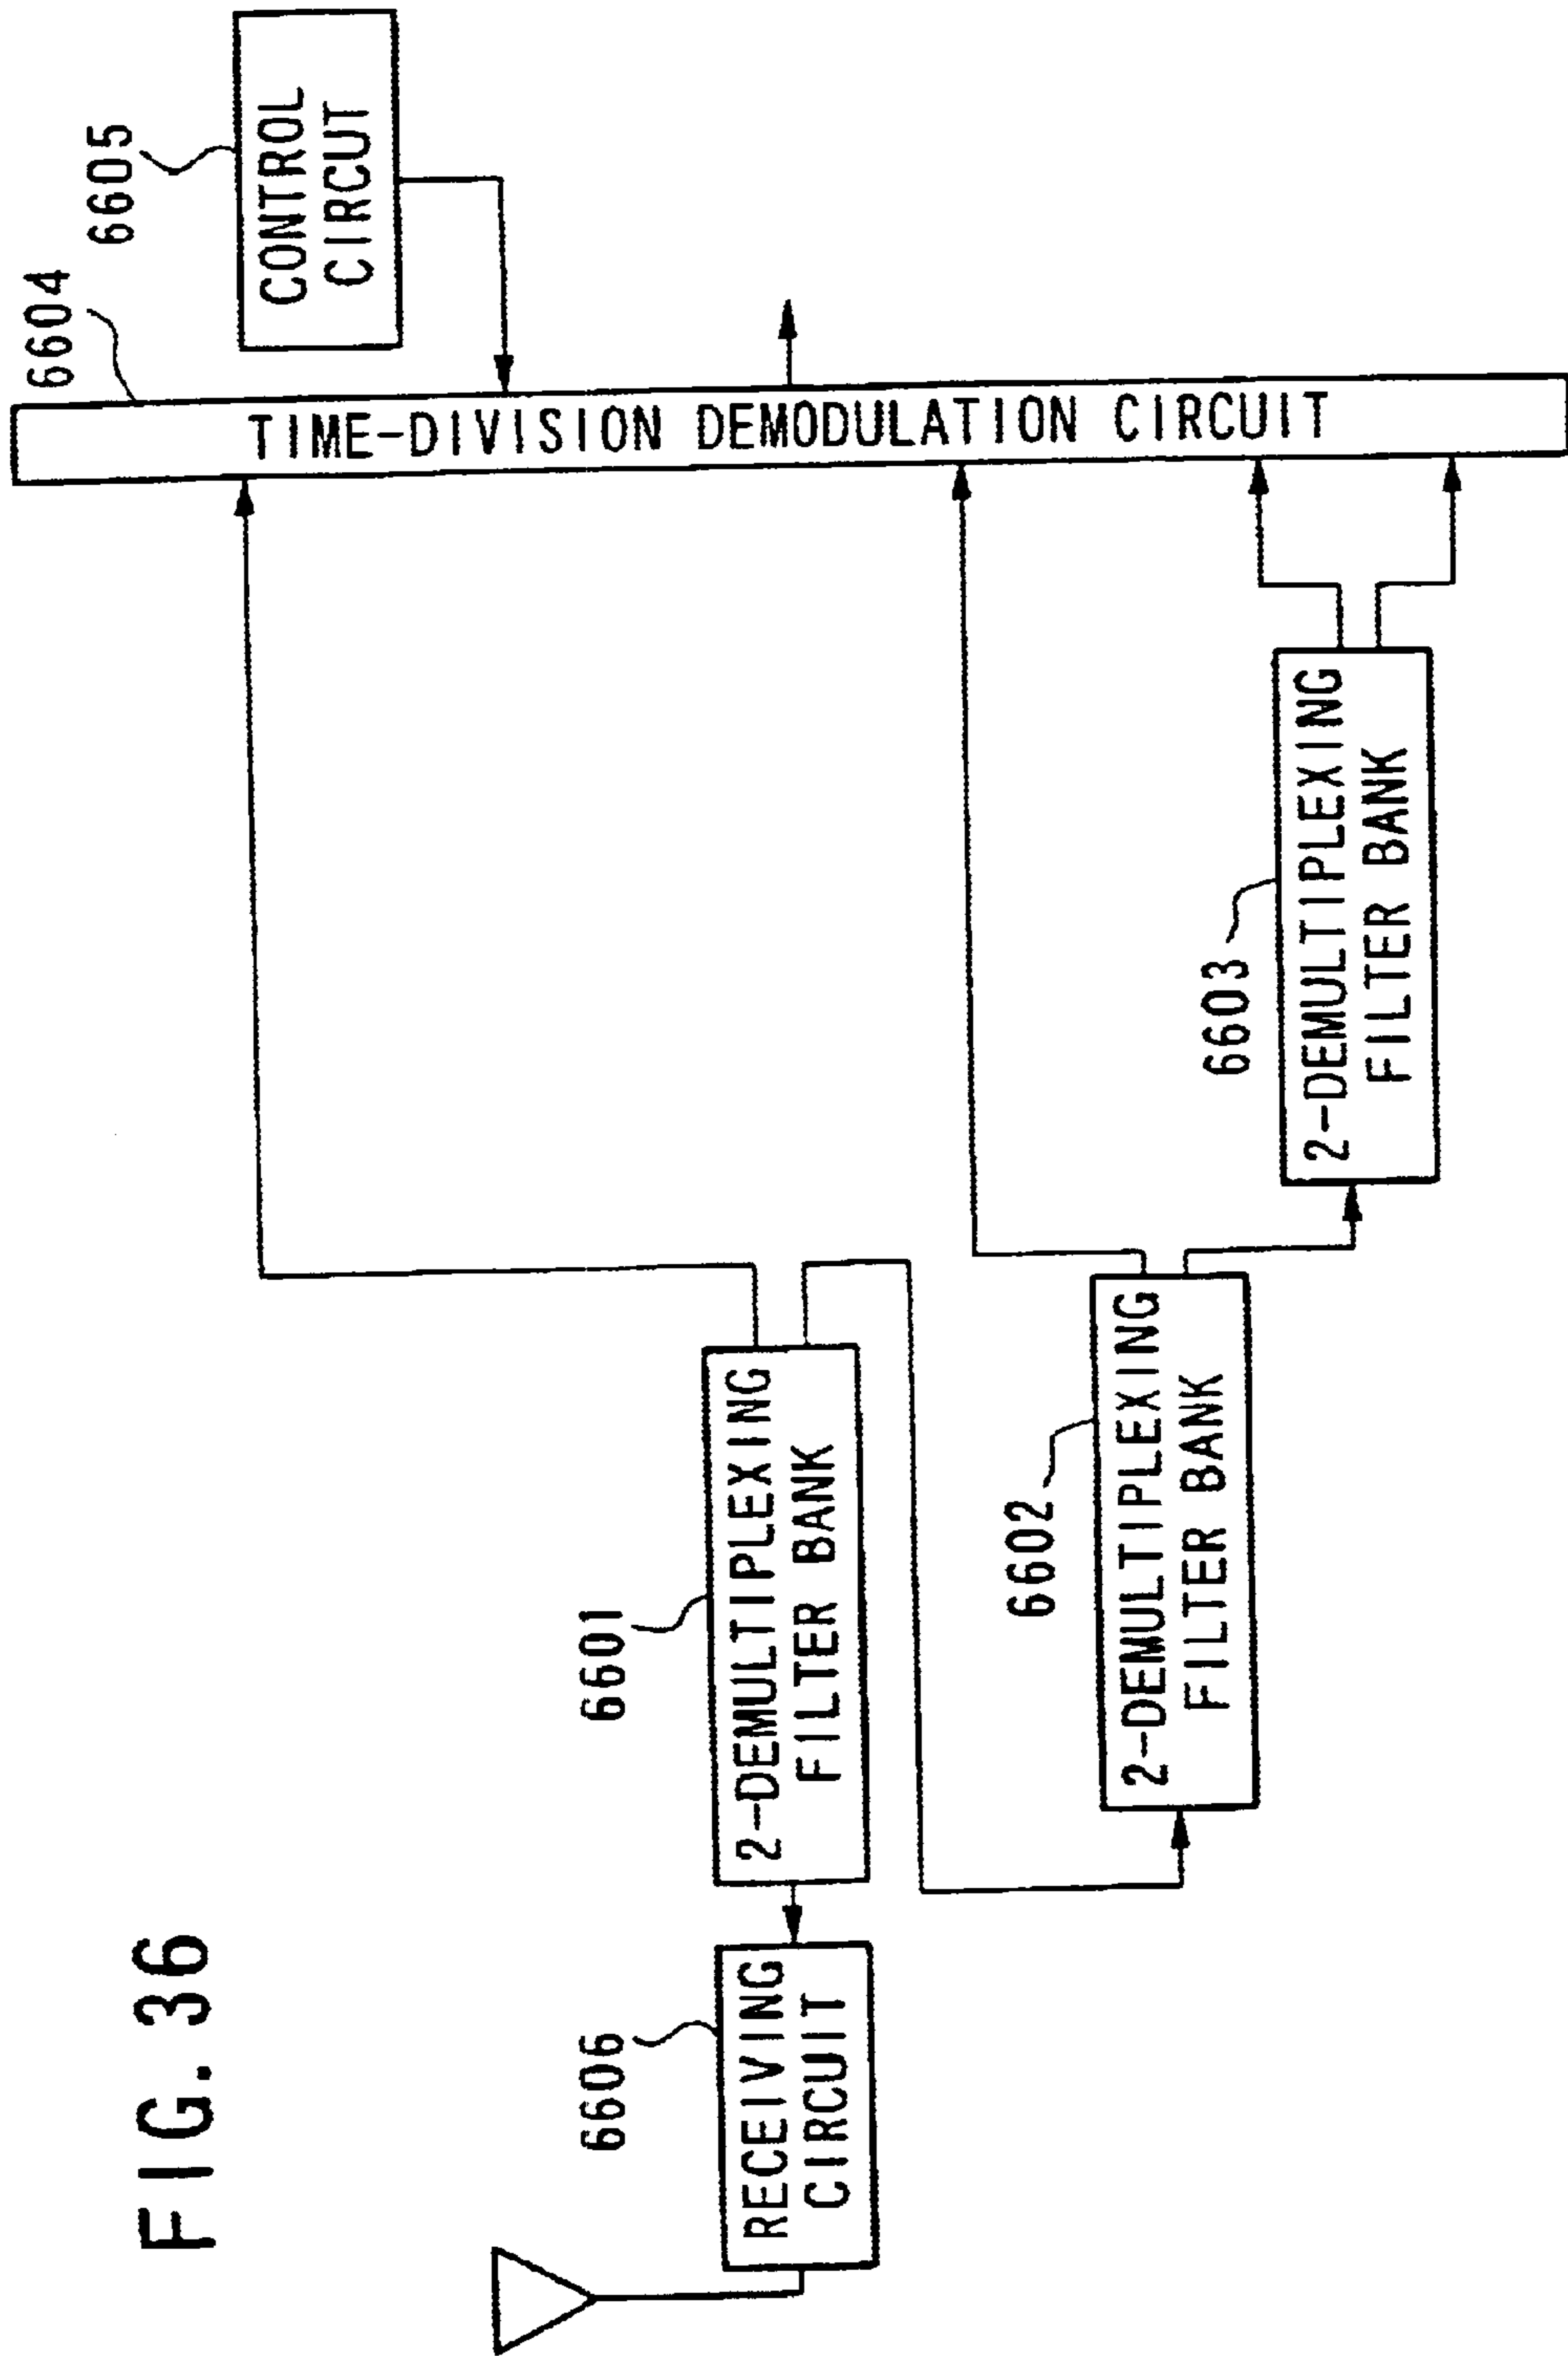 FIG. 36
6606
RECEIVING
CIRCUIT
6601
2-DEMULTIPLEXING
FILTER BANK
6602
2-DEMULTIPLEXING
FILTER BANK
6603
2-DEMULTIPLEXING
FILTER BANK
6604
TIME-DIVISION DEMODULATION CIRCUIT
6605
CONTROL
CIRCUT